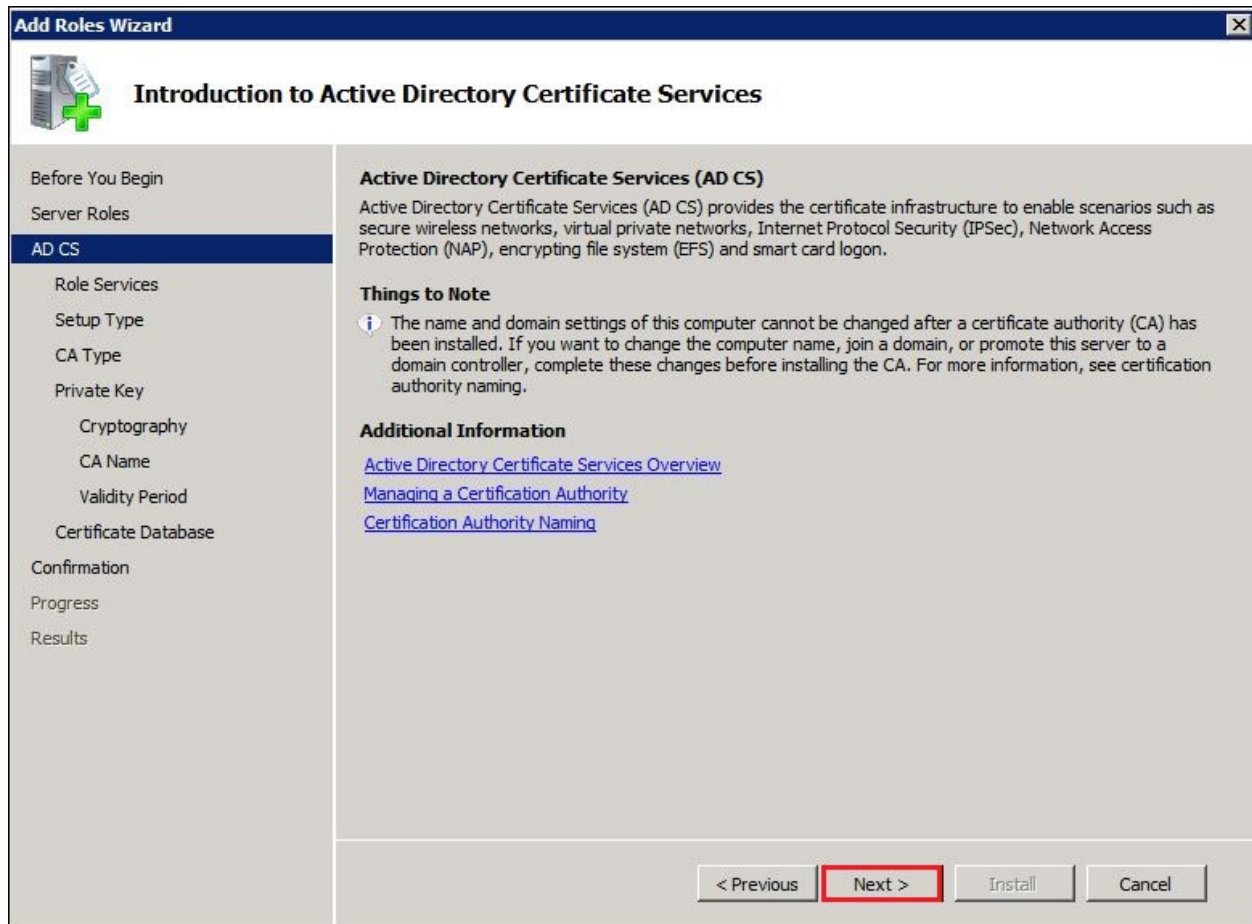 Add Roles Wizard
Introduction to Active Directory Certificate Services
Before You Begin
Server Roles
AD CS
Role Services
Setup Type
CA Type
Private Key
Cryptography
CA Name
Validity Period
Certificate Database
Confirmation
Progress
Results
Active Directory Certificate Services (AD CS)
Active Directory Certificate Services (AD CS) provides the certificate infrastructure to enable scenarios such as
secure wireless networks, virtual private networks, Internet Protocol Security (IPSec), Network Access
Protection (NAP), encrypting file system (EFS) and smart card logon.
Things to Note
The name and domain settings of this computer cannot be changed after a certificate authority (CA) has
been installed. If you want to change the computer name, join a domain, or promote this server to a
domain controller, complete these changes before installing the CA. For more information, see certification
authority naming.
Additional Information
Active Directory Certificate Services Overview
Managing a Certification Authority
Certification Authority Naming
< Previous Next > Install Cancel